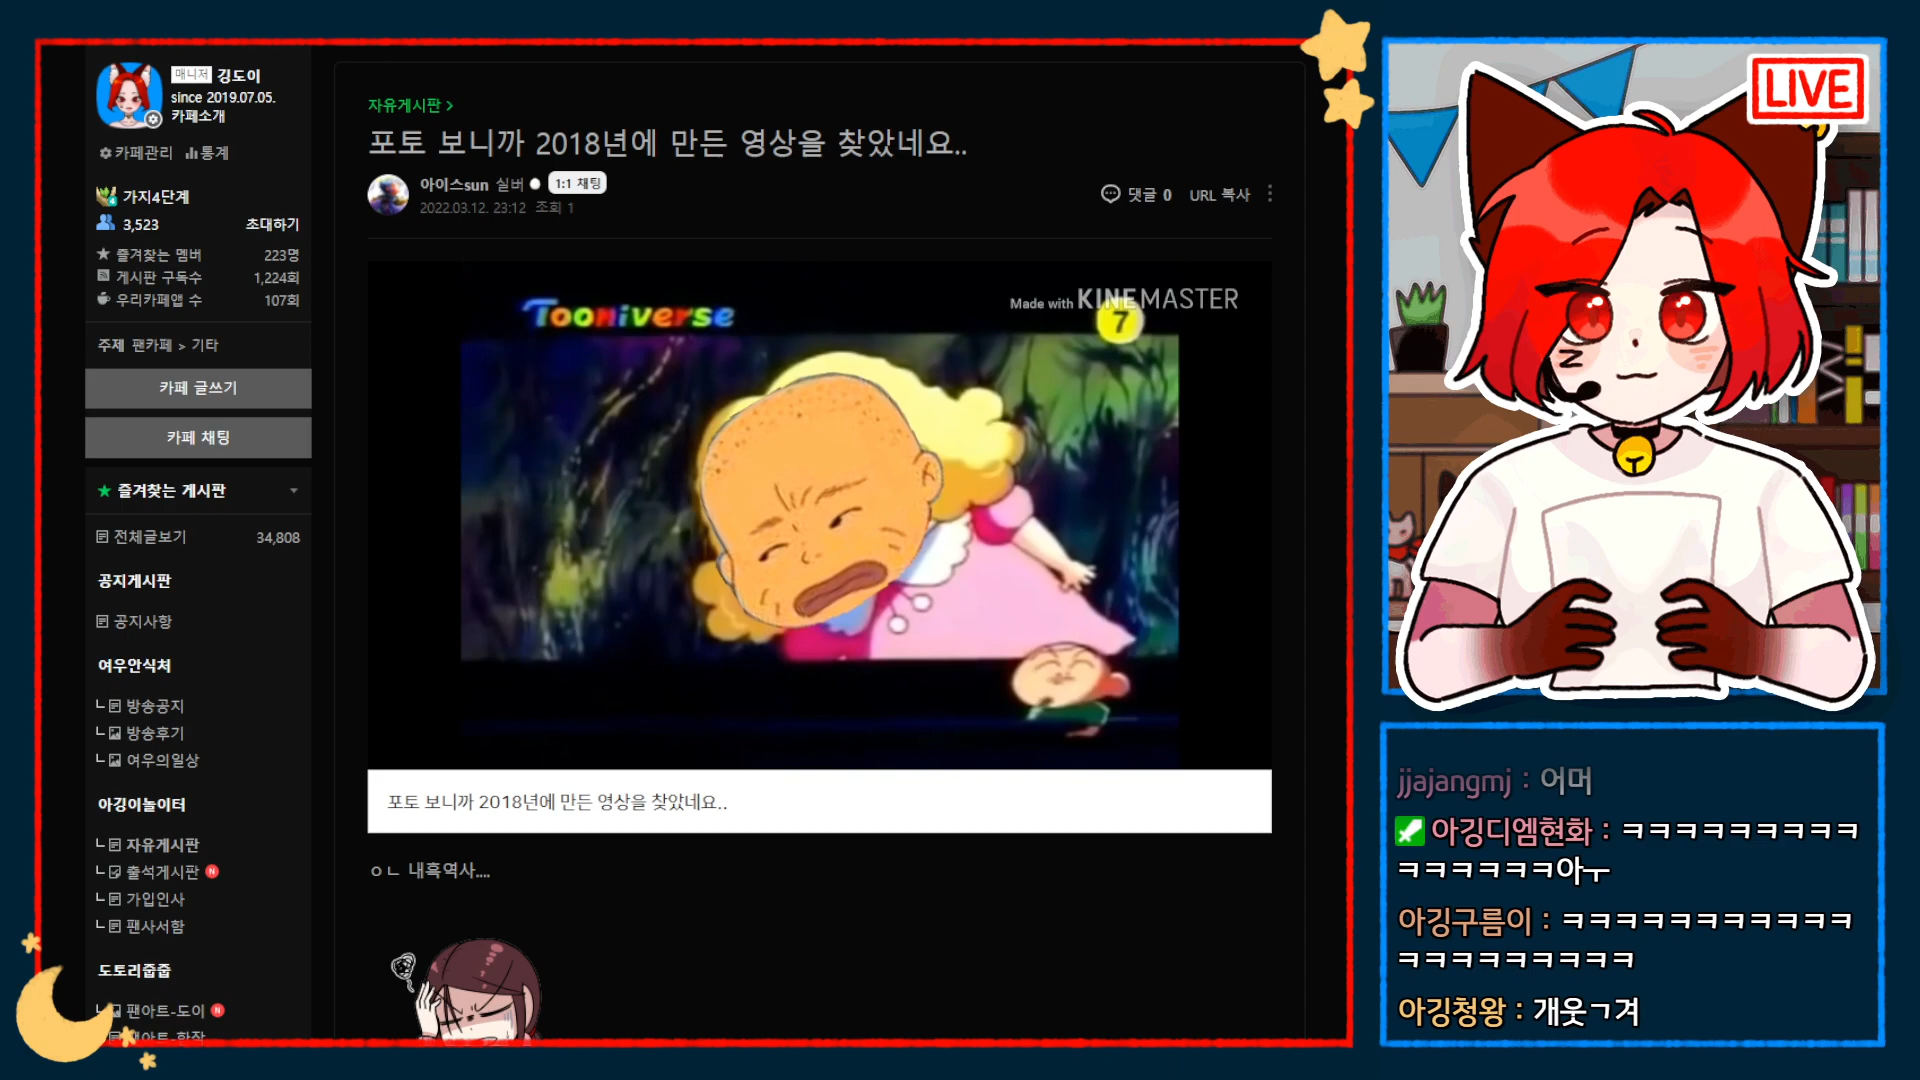 매니저 깅도이
since 2019.07.05.
카페소개
카페관리 통계
가지4단계
3,523 초대하기
즐겨찾는 멤버 223명
게시판 구독수 1,224회
우리카페앱 수 107회
주제 팬카페 > 기타
카페 글쓰기
카페 채팅
즐겨찾는 게시판
전체글보기 34,808
공지게시판
공지사항
여우안식처
방송공지
방송후기
여우의일상
아깅이놀이터
자유게시판
출석게시판 N
가입인사
팬사서함
도토리줍줍
팬아트-도이 N
자유게시판 >
포토 보니까 2018년에 만든 영상을 찾았네요..
아이스sun 실버 1:1 채팅
2022.03.12. 23:12 조회 1
댓글 0 URL 복사
Tooniverse
Made with KINEMASTER
7
포토 보니까 2018년에 만든 영상을 찾았네요..
ㅇㄴ 내흑역사....
LIVE
jjajangmj : 어머
아깅디엠현화 : ㅋㅋㅋㅋㅋㅋㅋㅋㅋ
ㅋㅋㅋㅋㅋㅋ아ㅜ
아깅구름이 : ㅋㅋㅋㅋㅋㅋㅋㅋㅋㅋㅋ
ㅋㅋㅋㅋㅋㅋㅋㅋㅋ
아깅청왕 : 개웃ㄱ겨